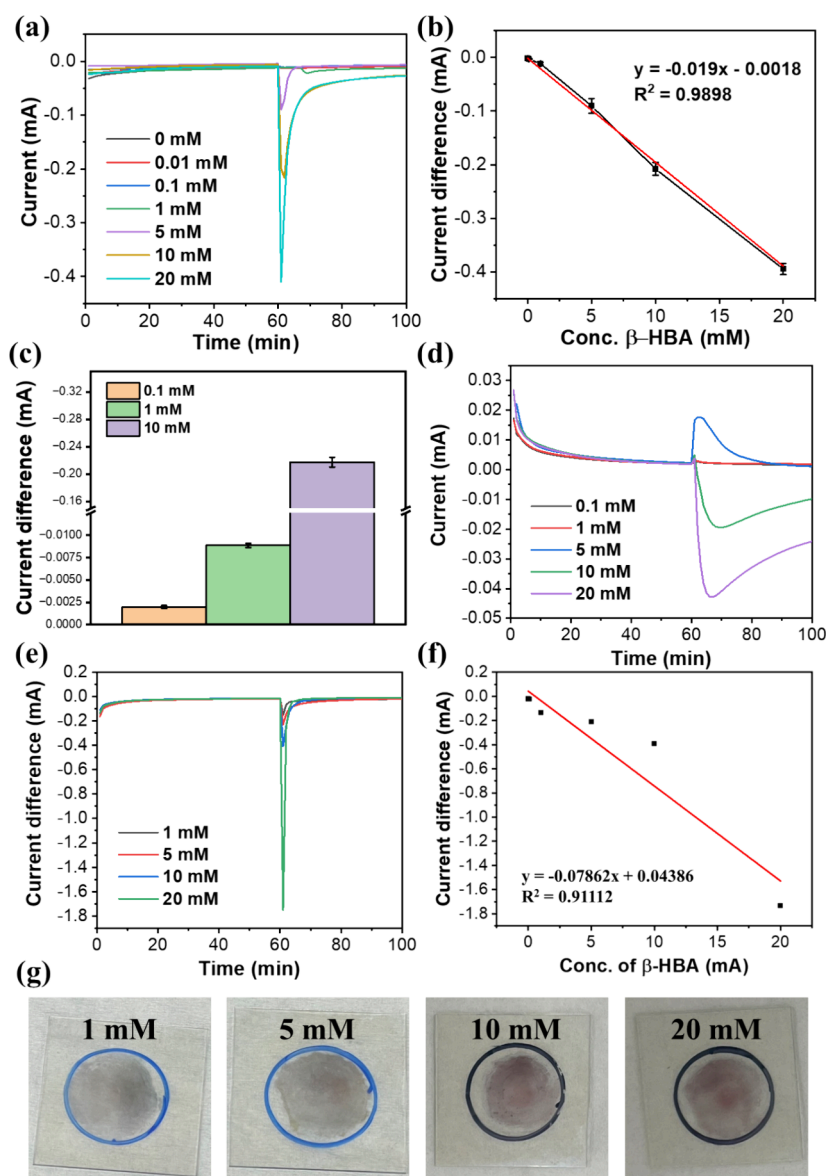 (a)
0.0
-0.1
-0.2
-0.3
-0.4
Current (mA)
0 mM
0.01 mM
0.1 mM
1 mM
5 mM
10 mM
20 mM
0 20 40 60 80 100
Time (min)
(b)
0.0
-0.1
-0.2
-0.3
-0.4
Current difference (mA)
y = -0.019x - 0.0018
R² = 0.9898
0 5 10 15 20
Conc. β–HBA (mM)
(c)
−0.32
−0.24
−0.20
−0.16
−0.0100
−0.0075
−0.0050
−0.0025
0.0000
Current difference (mA)
0.1 mM
1 mM
10 mM
(d)
0.03
0.02
0.01
0.00
-0.01
-0.02
-0.03
-0.04
-0.05
Current (mA)
0.1 mM
1 mM
5 mM
10 mM
20 mM
0 20 40 60 80 100
Time (min)
(e)
0.2
0.0
-0.2
-0.4
-0.6
-0.8
-1.0
-1.2
-1.4
-1.6
-1.8
Current difference (mA)
1 mM
5 mM
10 mM
20 mM
0 20 40 60 80 100
Time (min)
(f)
0.2
0.0
-0.2
-0.4
-0.6
-0.8
-1.0
-1.2
-1.4
-1.6
-1.8
Current difference (mA)
y = -0.07862x + 0.04386
R² = 0.91112
0 5 10 15 20
Conc. of β-HBA (mA)
(g)
1 mM
5 mM
10 mM
20 mM